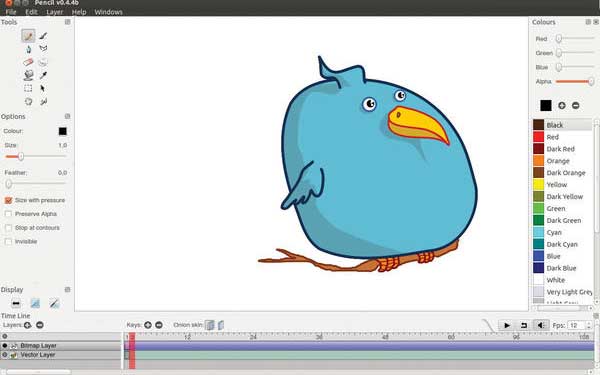 Pencil v0.4.4b
File Edit Layer Help Windows
Tools
Options
Colour:
Size: 1,0
Feather: 0,0
Size with pressure
Preserve Alpha
Stop at contours
Invisible
Display
Colours
Red
Green
Blue
Alpha
Black
Red
Dark Red
Orange
Dark Orange
Yellow
Dark Yellow
Green
Dark Green
Cyan
Dark Cyan
Blue
Dark Blue
White
Very Light Grey
Light Grey
Time Line
Layers: Keys: Onion skin: Fps: 12
12 24 36 48 60 72 84 96 108
Bitmap Layer
Vector Layer